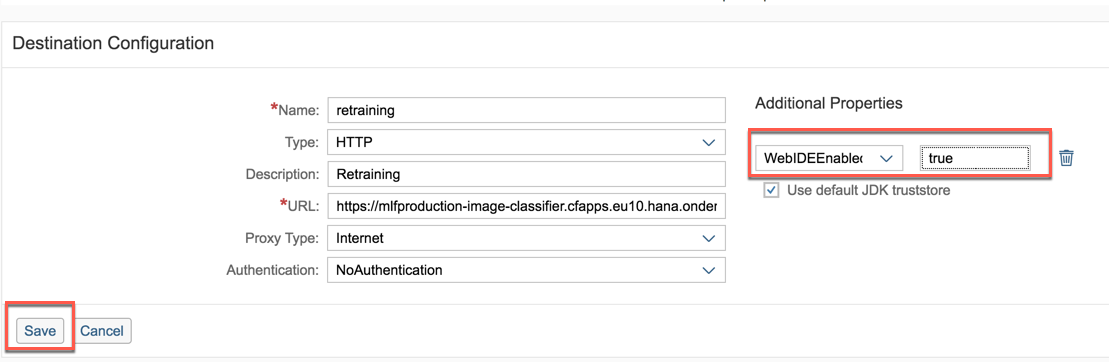 Destination Configuration
*Name: retraining
Type: HTTP
Description: Retraining
*URL: https://mlfproduction-image-classifier.cfapps.eu10.hana.onder
Proxy Type: Internet
Authentication: NoAuthentication
Additional Properties
WebIDEEnabled true
Use default JDK truststore
Save Cancel